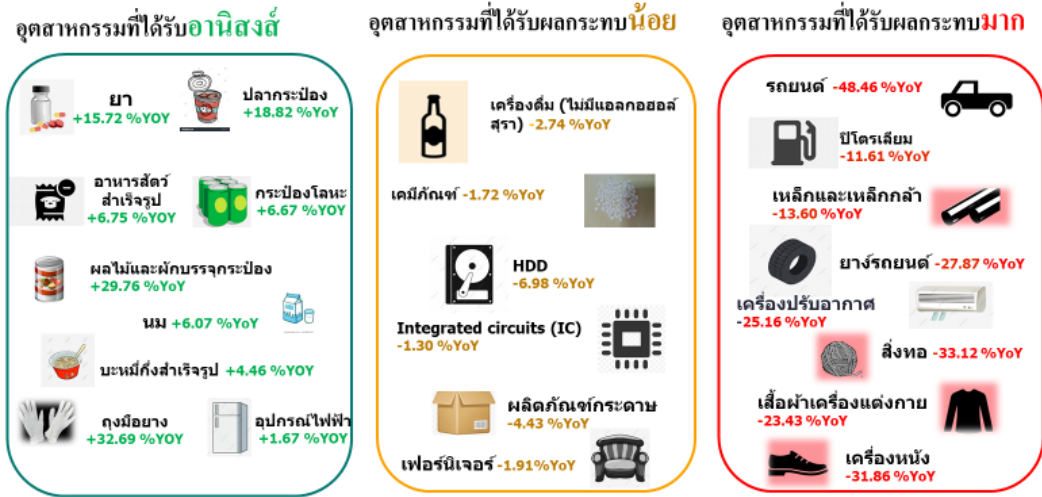 อุตสาหกรรมที่ได้รับอานิสงส์
ยา
+15.72 %YOY
ปลากระป๋อง
+18.82 %YoY
อาหารสัตว์
สำเร็จรูป
+6.75 %YOY
กระป๋องโลหะ
+6.67 %YOY
ผลไม้และผักบรรจุกระป๋อง
+29.76 %YoY
นม +6.07 %YoY
บะหมี่กึ่งสำเร็จรูป +4.46 %YOY
ถุงมือยาง
+32.69 %YOY
อุปกรณ์ไฟฟ้า
+1.67 %YOY
อุตสาหกรรมที่ได้รับผลกระทบน้อย
เครื่องดื่ม (ไม่มีแอลกอฮอล์
สุรา) -2.74 %YoY
เคมีภัณฑ์ -1.72 %YoY
HDD
-6.98 %YoY
Integrated circuits (IC)
-1.30 %YoY
ผลิตภัณฑ์กระดาษ
-4.43 %YoY
เฟอร์นิเจอร์ -1.91%YoY
อุตสาหกรรมที่ได้รับผลกระทบมาก
รถยนต์ -48.46 %YoY
ปิโตรเลียม
-11.61 %YoY
เหล็กและเหล็กกล้า
-13.60 %YoY
ยาง์รถยนต์ -27.87 %YoY
เครื่องปรับอากาศ
-25.16 %YoY
สิ่งทอ -33.12 %YoY
เสื้อผ้าเครื่องแต่งกาย
-23.43 %YoY
เครื่องหนัง
-31.86 %YoY